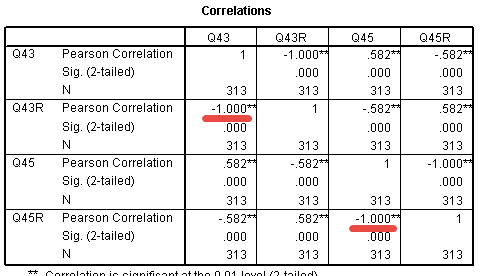 Correlations
Q43 Q43R Q45 Q45R
Q43 Pearson Correlation 1 -1.000** .582** -.582**
Sig. (2-tailed) .000 .000 .000
N 313 313 313 313
Q43R Pearson Correlation -1.000** 1 -.582** .582**
Sig. (2-tailed) .000 .000 .000
N 313 313 313 313
Q45 Pearson Correlation .582** -.582** 1 -1.000**
Sig. (2-tailed) .000 .000 .000
N 313 313 313 313
Q45R Pearson Correlation -.582** .582** -1.000** 1
Sig. (2-tailed) .000 .000 .000
N 313 313 313 313
**. Correlation is significant at the 0.01 level (2-tailed).